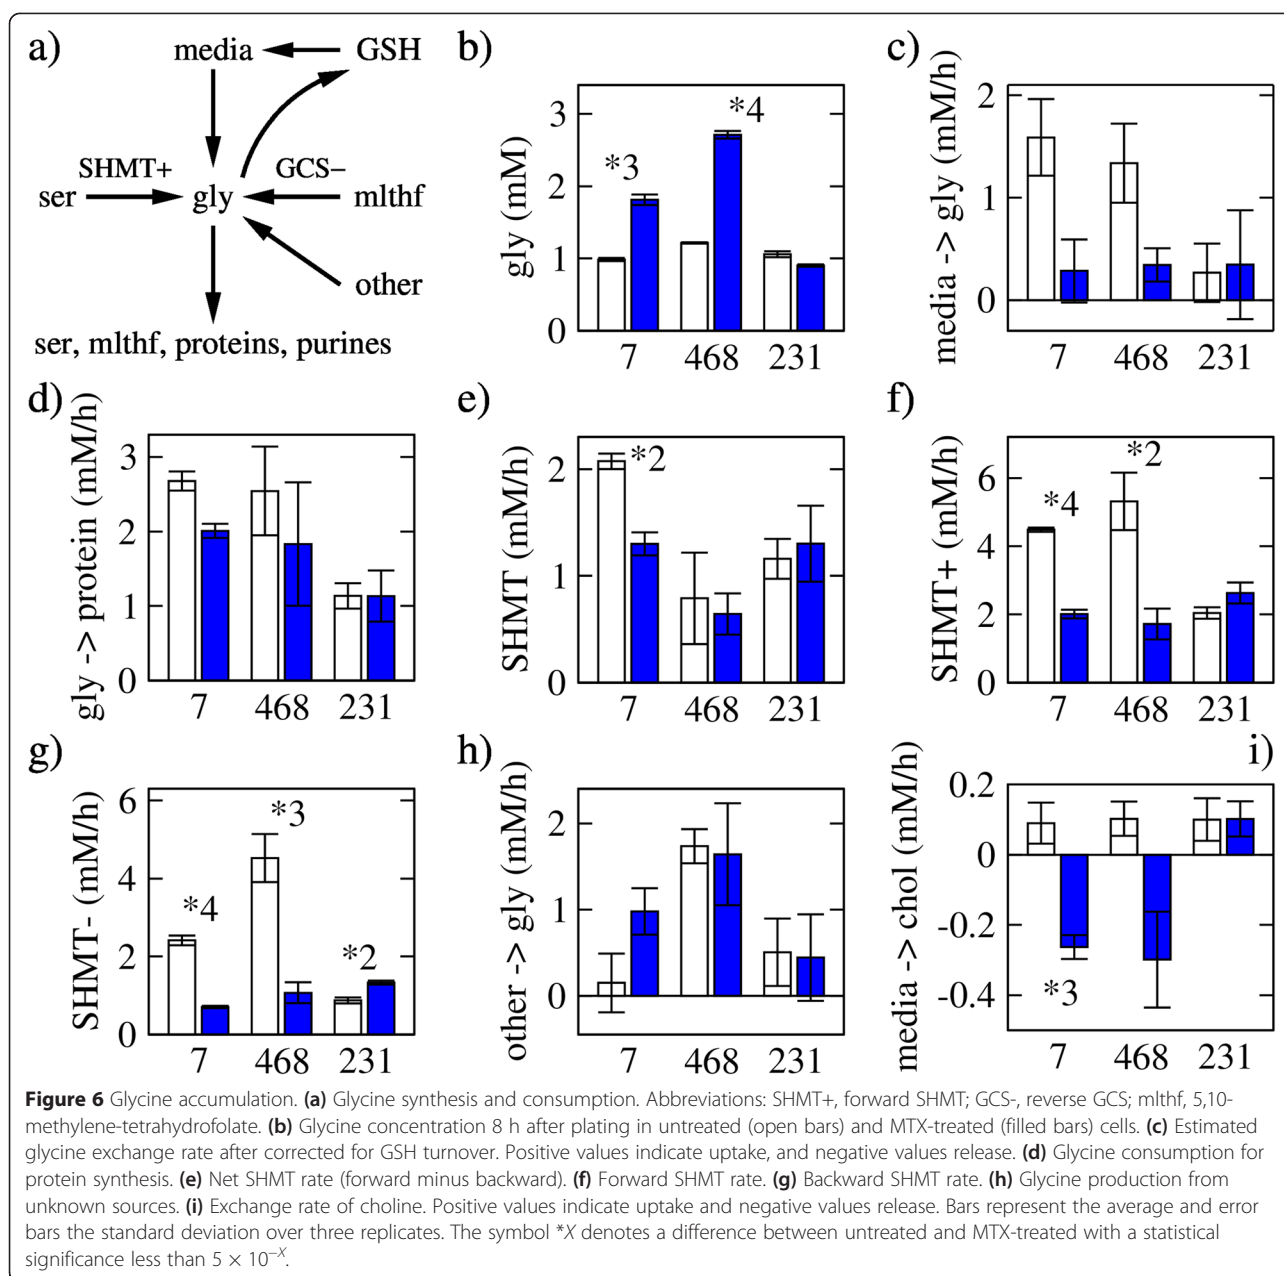 a)
media
GSH
SHMT+
GCS–
ser
gly
mlthf
other
ser, mlthf, proteins, purines
b)
gly (mM)
3
2
1
0
*3
*4
7 468 231
c)
media -> gly (mM/h)
2
1
0
7 468 231
d)
gly -> protein (mM/h)
3
2
1
0
7 468 231
e)
SHMT (mM/h)
2
1
0
*2
7 468 231
f)
SHMT+ (mM/h)
6
4
2
0
*4
*2
7 468 231
g)
SHMT- (mM/h)
6
4
2
0
*4
*3
*2
7 468 231
h)
other -> gly (mM/h)
2
1
0
7 468 231
i)
media -> chol (mM/h)
0.2
0
-0.2
-0.4
*3
7 468 231
Figure 6 Glycine accumulation. (a) Glycine synthesis and consumption. Abbreviations: SHMT+, forward SHMT; GCS-, reverse GCS; mlthf, 5,10-
methylene-tetrahydrofolate. (b) Glycine concentration 8 h after plating in untreated (open bars) and MTX-treated (filled bars) cells. (c) Estimated
glycine exchange rate after corrected for GSH turnover. Positive values indicate uptake, and negative values release. (d) Glycine consumption for
protein synthesis. (e) Net SHMT rate (forward minus backward). (f) Forward SHMT rate. (g) Backward SHMT rate. (h) Glycine production from
unknown sources. (i) Exchange rate of choline. Positive values indicate uptake and negative values release. Bars represent the average and error
bars the standard deviation over three replicates. The symbol *X denotes a difference between untreated and MTX-treated with a statistical
significance less than 5 × 10⁻ˣ.